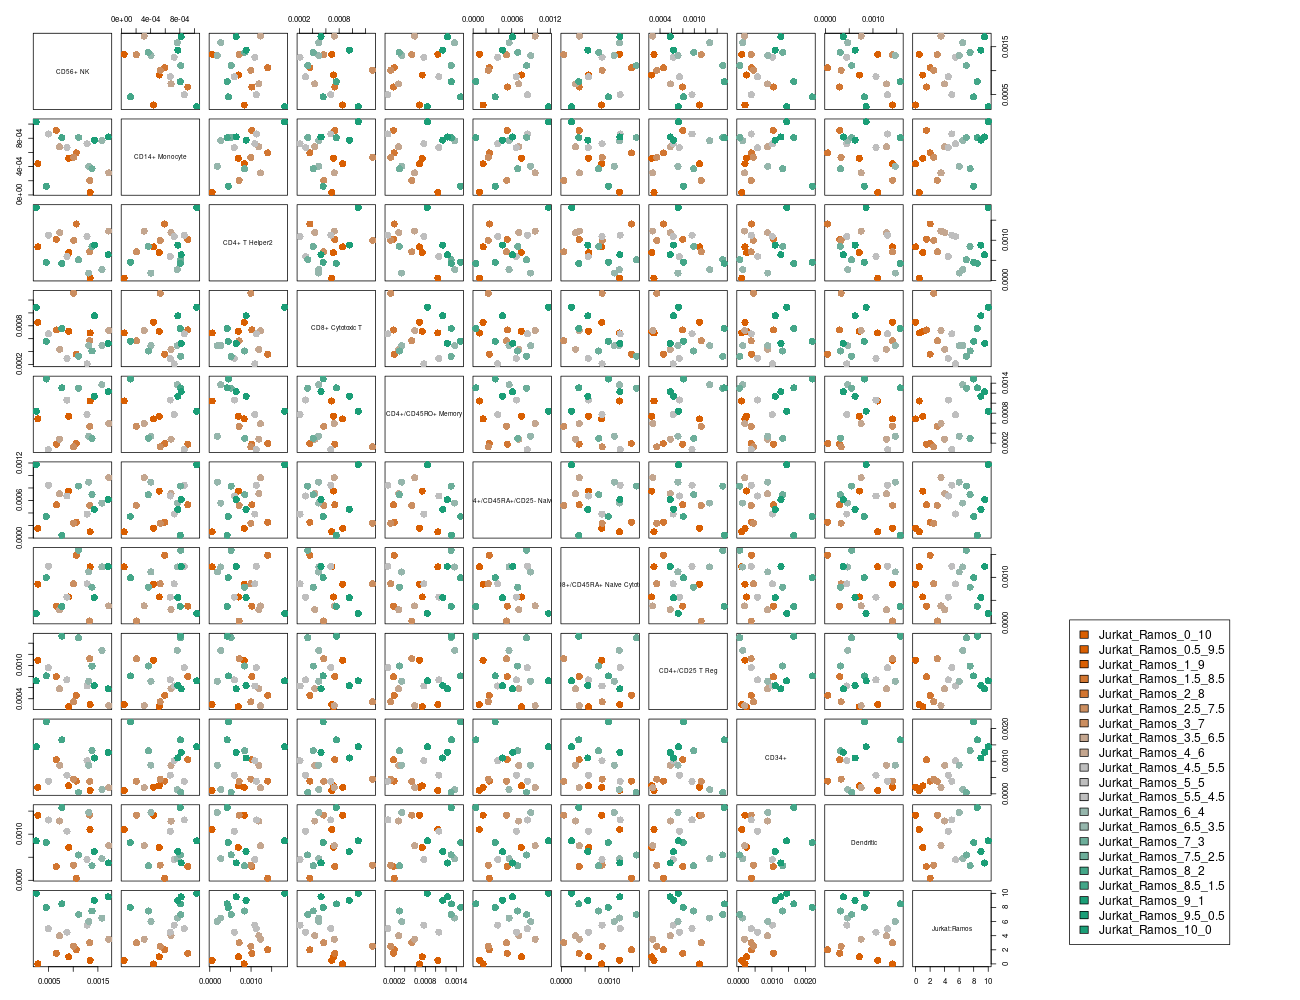 0e+00 4e-04 8e-04 0.0002 0.0008 0.0000 0.0006 0.0012 0.0004 0.0010 0.0000 0.0010
CD56+ NK
0.0005 0.0015
CD14+ Monocyte
0e+00 4e-04 8e-04
CD4+ T Helper2
0.0000 0.0010
CD8+ Cytotoxic T
0.0002 0.0008
CD4+/CD45RO+ Memory
0.0002 0.0008 0.0014
4+/CD45RA+/CD25- Naiv
0.0000 0.0006 0.0012
8+/CD45RA+ Naive Cytot
0.0000 0.0010
CD4+/CD25 T Reg
0.0004 0.0010
CD34+
0.0000 0.0010 0.0020
Dendritic
0.0000 0.0010
Jurkat:Ramos
0 2 4 6 8 10
0.0005 0.0015 0.0000 0.0010 0.0002 0.0008 0.0014 0.0000 0.0010 0.0000 0.0010 0.0020 0 2 4 6 8 10
Jurkat_Ramos_0_10
Jurkat_Ramos_0.5_9.5
Jurkat_Ramos_1_9
Jurkat_Ramos_1.5_8.5
Jurkat_Ramos_2_8
Jurkat_Ramos_2.5_7.5
Jurkat_Ramos_3_7
Jurkat_Ramos_3.5_6.5
Jurkat_Ramos_4_6
Jurkat_Ramos_4.5_5.5
Jurkat_Ramos_5_5
Jurkat_Ramos_5.5_4.5
Jurkat_Ramos_6_4
Jurkat_Ramos_6.5_3.5
Jurkat_Ramos_7_3
Jurkat_Ramos_7.5_2.5
Jurkat_Ramos_8_2
Jurkat_Ramos_8.5_1.5
Jurkat_Ramos_9_1
Jurkat_Ramos_9.5_0.5
Jurkat_Ramos_10_0